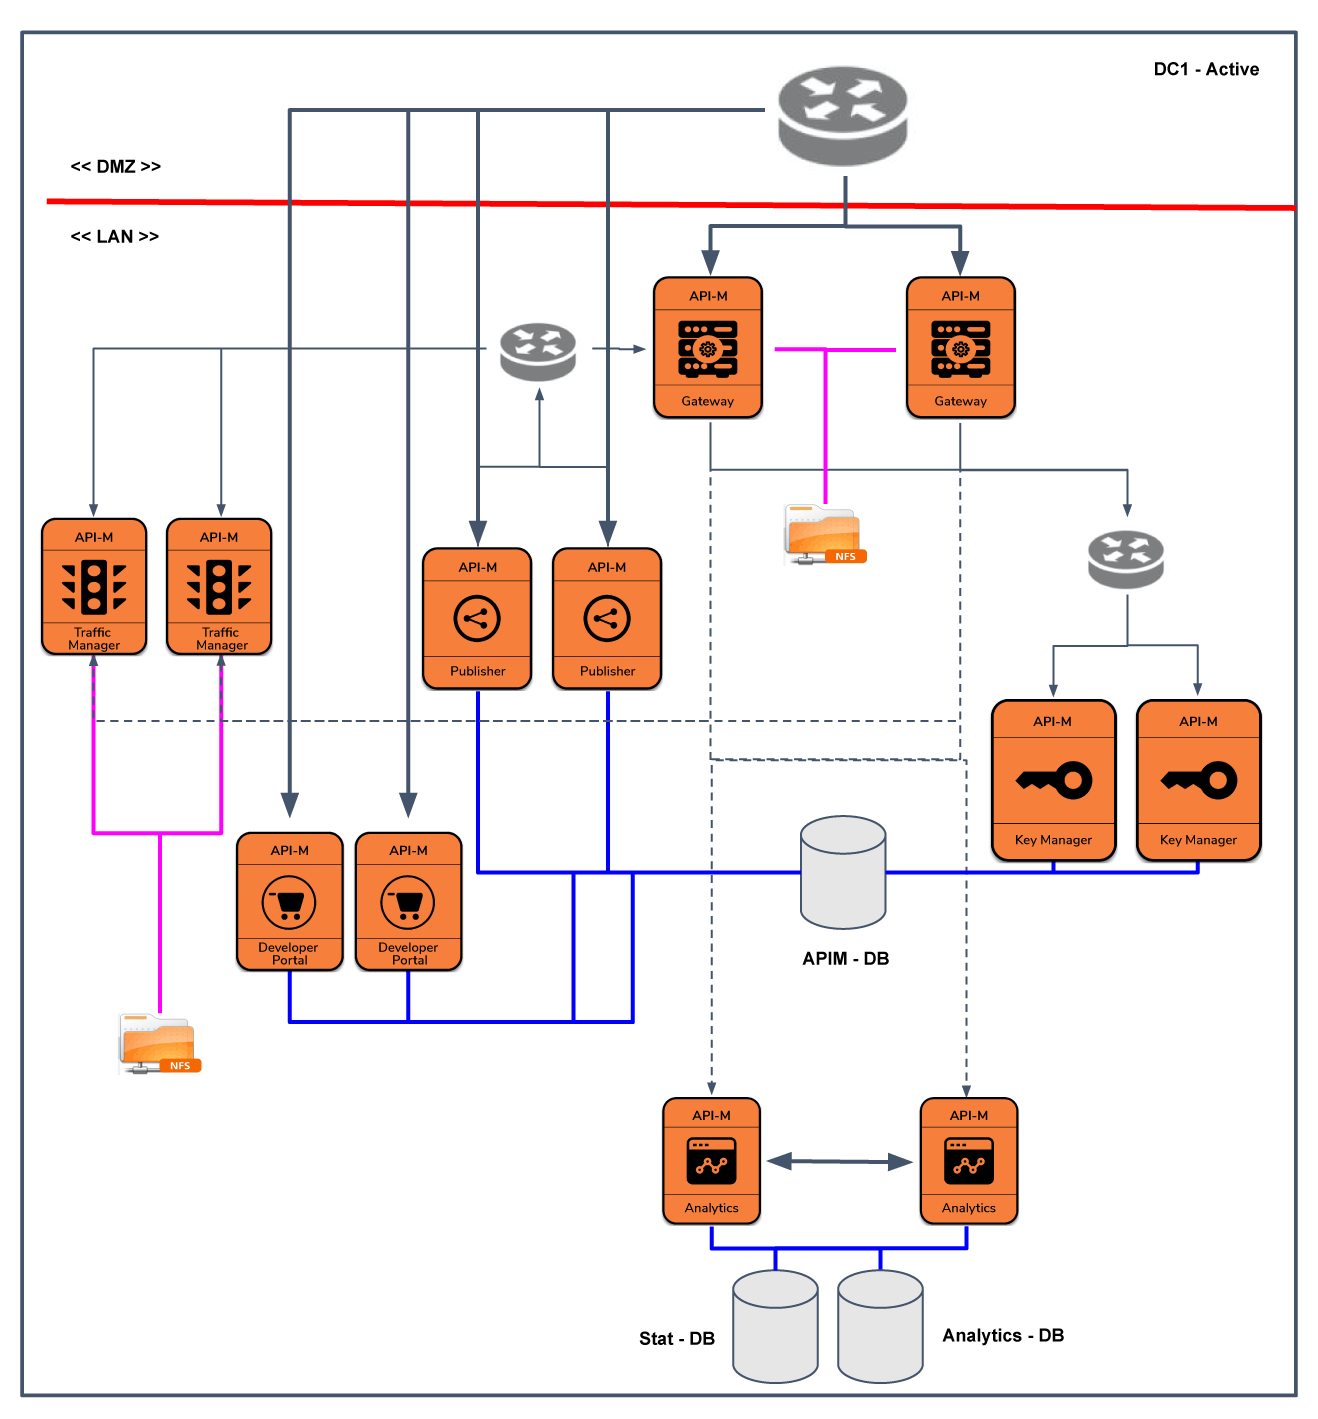 DC1 - Active
<< DMZ >>
<< LAN >>
API-M
Gateway
API-M
Gateway
API-M
Traffic
Manager
API-M
Traffic
Manager
NFS
API-M
Publisher
API-M
Publisher
API-M
Key Manager
API-M
Key Manager
API-M
Developer
Portal
API-M
Developer
Portal
APIM - DB
NFS
API-M
Analytics
API-M
Analytics
Stat - DB
Analytics - DB